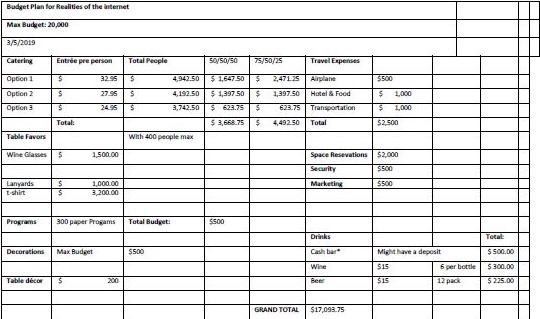 Budget Plan for Realities of the internet
Max Budget: 20,000
3/5/2019
Catering Entrée pre person Total People 50/50/50 75/50/25 Travel Expenses
Option 1 $ 32.95 $ 4,942.50 $ 1,647.50 $ 2,471.25 Airplane $500
Option 2 $ 27.95 $ 4,192.50 $ 1,397.50 $ 1,397.50 Hotel & Food $ 1,000
Option 3 $ 24.95 $ 3,742.50 $ 623.75 $ 623.75 Transportation $ 1,000
Total: $ 3,668.75 $ 4,492.50 Total $2,500
Table Favors With 400 people max
Wine Glasses $ 1,500.00 Space Resevations $2,000
Security $500
Lanyards $ 1,000.00 Marketing $500
t-shirt $ 3,200.00
Programs 300 paper Progams Total Budget: $500
Drinks Total:
Decorations Max Budget $500 Cash bar* Might have a deposit $ 500.00
Wine $15 6 per bottle $ 300.00
Table décor $ 200 Beer $15 12 pack $ 225.00
GRAND TOTAL $17,093.75